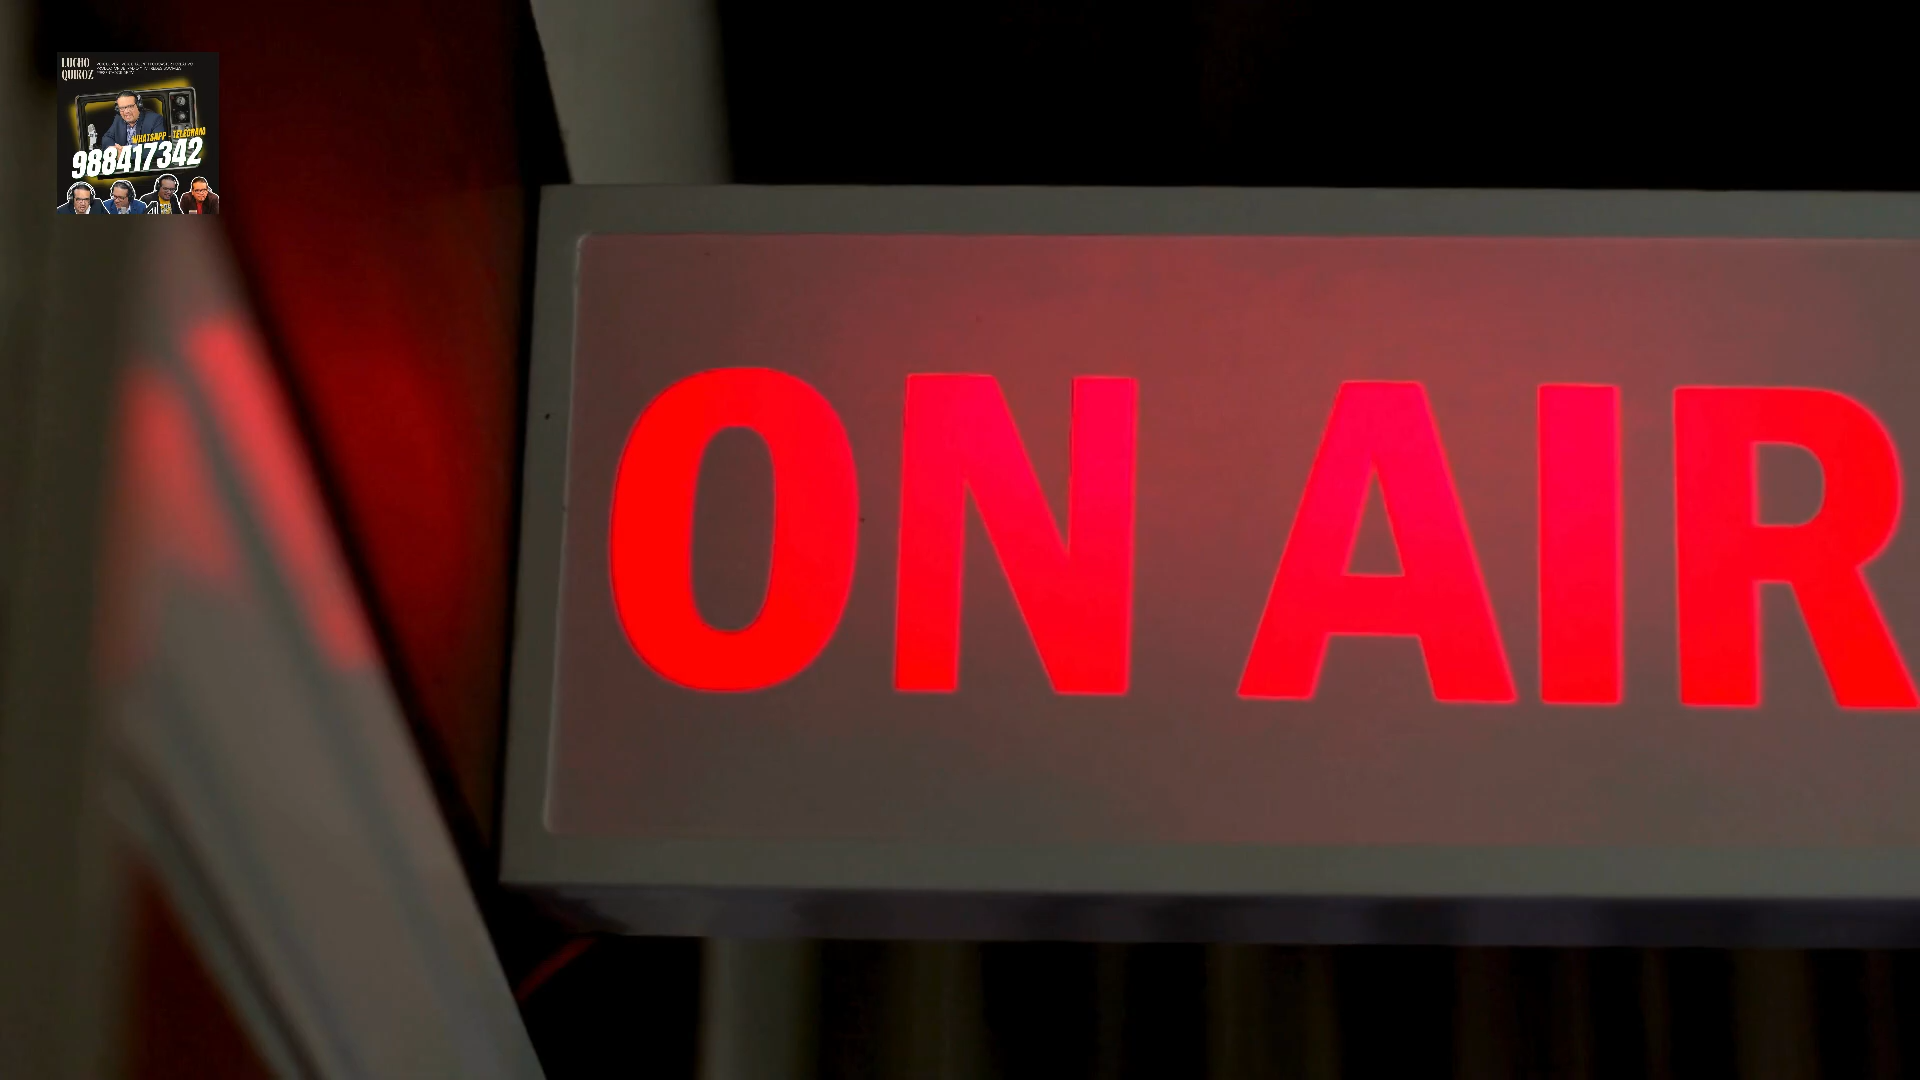 LUCHO
QUIROZ
WHATSAPP - TELEGRAM
988417342
ON AIR